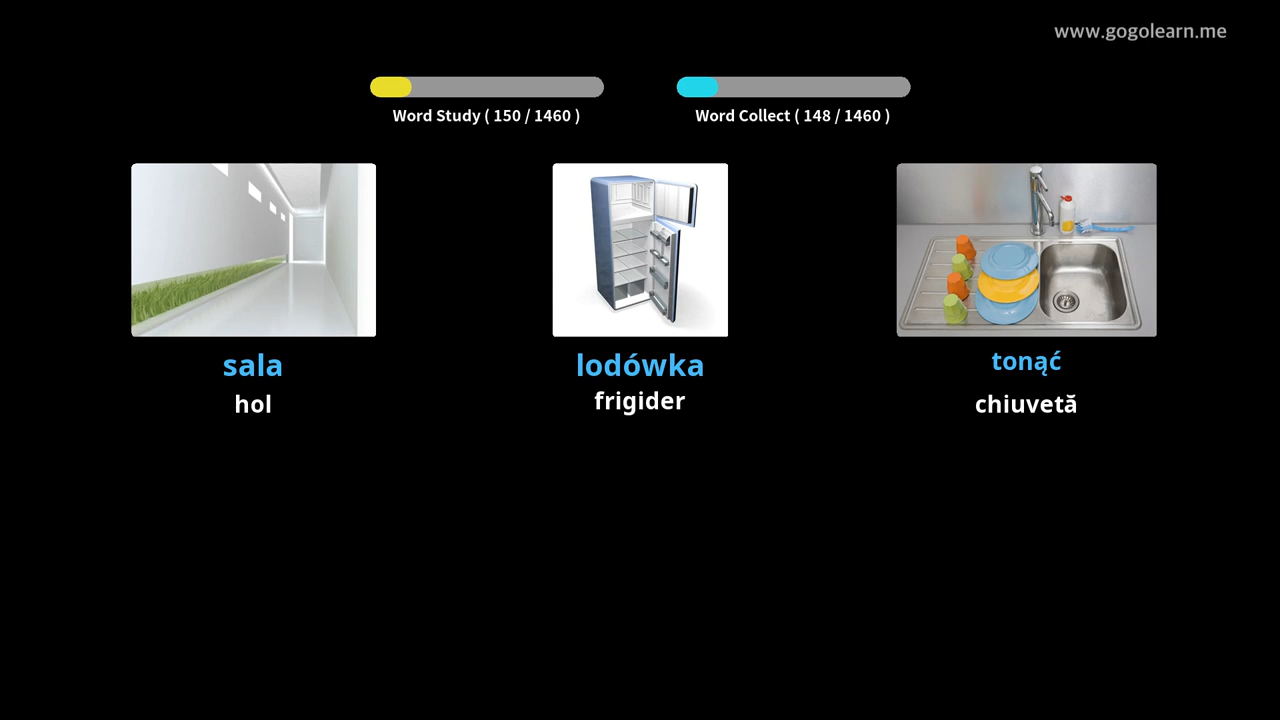 www.gogolearn.me
Word Study ( 150 / 1460 )
Word Collect ( 148 / 1460 )
sala
hol
lodówka
frigider
tonąć
chiuvetă